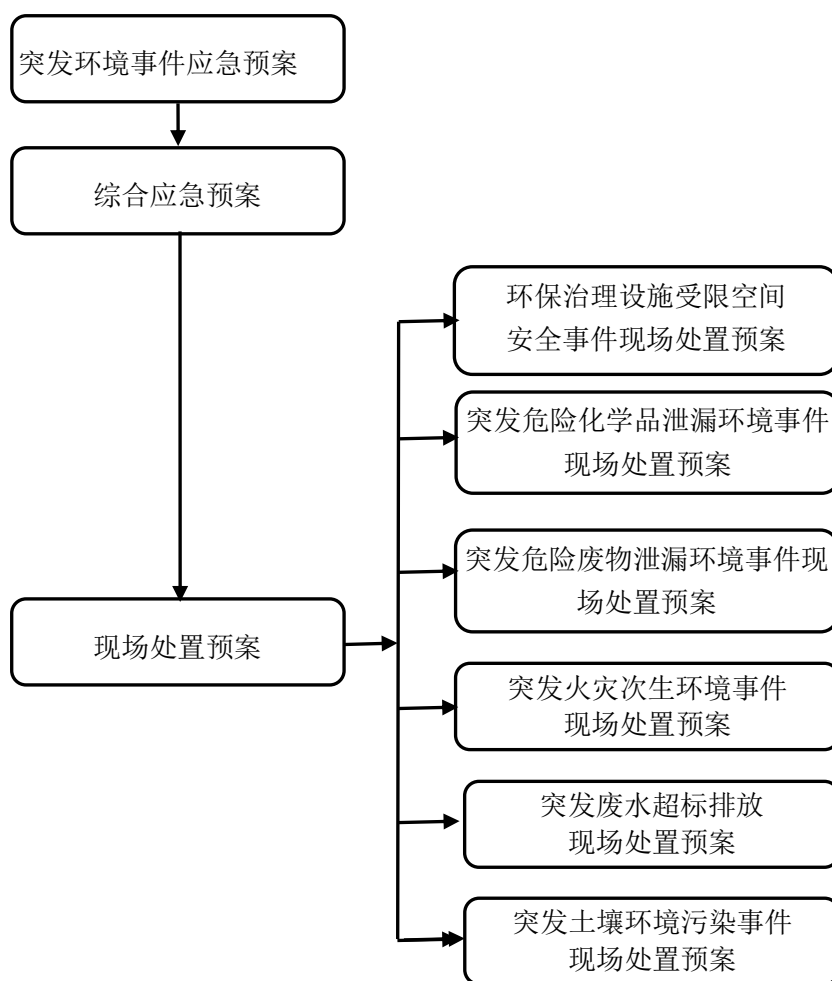 突发环境事件应急预案
综合应急预案
环保治理设施受限空间
安全事件现场处置预案
突发危险化学品泄漏环境事件
现场处置预案
突发危险废物泄漏环境事件现
场处置预案
现场处置预案
突发火灾次生环境事件
现场处置预案
突发废水超标排放
现场处置预案
突发土壤环境污染事件
现场处置预案